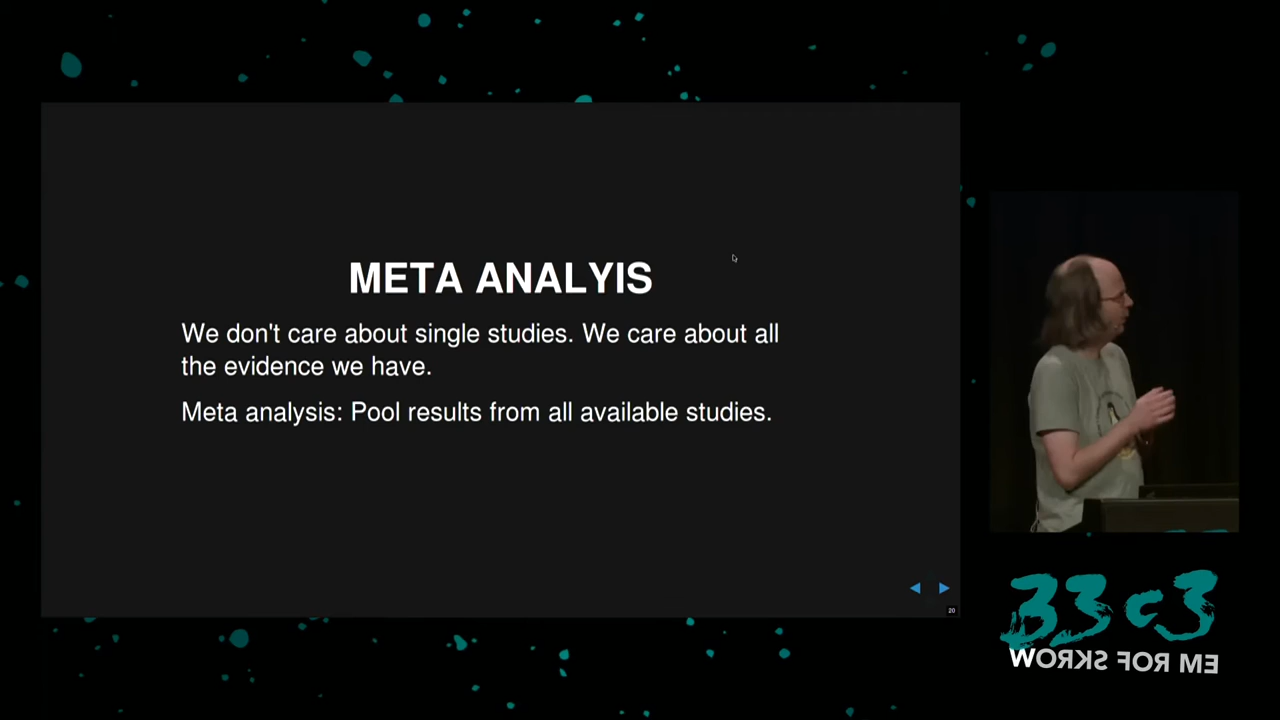 META ANALYIS
We don't care about single studies. We care about all
the evidence we have.
Meta analysis: Pool results from all available studies.
20
33c3
WORKS FOR ME